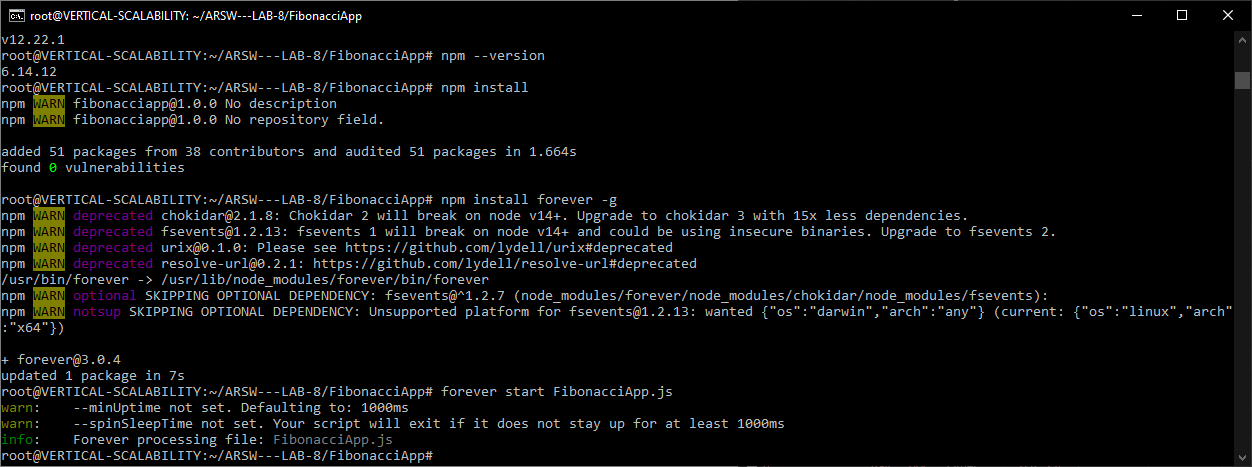 root@VERTICAL-SCALABILITY: ~/ARSW---LAB-8/FibonacciApp
v12.22.1
root@VERTICAL-SCALABILITY:~/ARSW---LAB-8/FibonacciApp# npm --version
6.14.12
root@VERTICAL-SCALABILITY:~/ARSW---LAB-8/FibonacciApp# npm install
npm WARN fibonacciapp@1.0.0 No description
npm WARN fibonacciapp@1.0.0 No repository field.
added 51 packages from 38 contributors and audited 51 packages in 1.664s
found 0 vulnerabilities
root@VERTICAL-SCALABILITY:~/ARSW---LAB-8/FibonacciApp# npm install forever -g
npm WARN deprecated chokidar@2.1.8: Chokidar 2 will break on node v14+. Upgrade to chokidar 3 with 15x less dependencies.
npm WARN deprecated fsevents@1.2.13: fsevents 1 will break on node v14+ and could be using insecure binaries. Upgrade to fsevents 2.
npm WARN deprecated urix@0.1.0: Please see https://github.com/lydell/urix#deprecated
npm WARN deprecated resolve-url@0.2.1: https://github.com/lydell/resolve-url#deprecated
/usr/bin/forever -> /usr/lib/node_modules/forever/bin/forever
npm WARN optional SKIPPING OPTIONAL DEPENDENCY: fsevents@^1.2.7 (node_modules/forever/node_modules/chokidar/node_modules/fsevents):
npm WARN notsup SKIPPING OPTIONAL DEPENDENCY: Unsupported platform for fsevents@1.2.13: wanted {"os":"darwin","arch":"any"} (current: {"os":"linux","arch"
:"x64"})
+ forever@3.0.4
updated 1 package in 7s
root@VERTICAL-SCALABILITY:~/ARSW---LAB-8/FibonacciApp# forever start FibonacciApp.js
warn:    --minUptime not set. Defaulting to: 1000ms
warn:    --spinSleepTime not set. Your script will exit if it does not stay up for at least 1000ms
info:    Forever processing file: FibonacciApp.js
root@VERTICAL-SCALABILITY:~/ARSW---LAB-8/FibonacciApp#